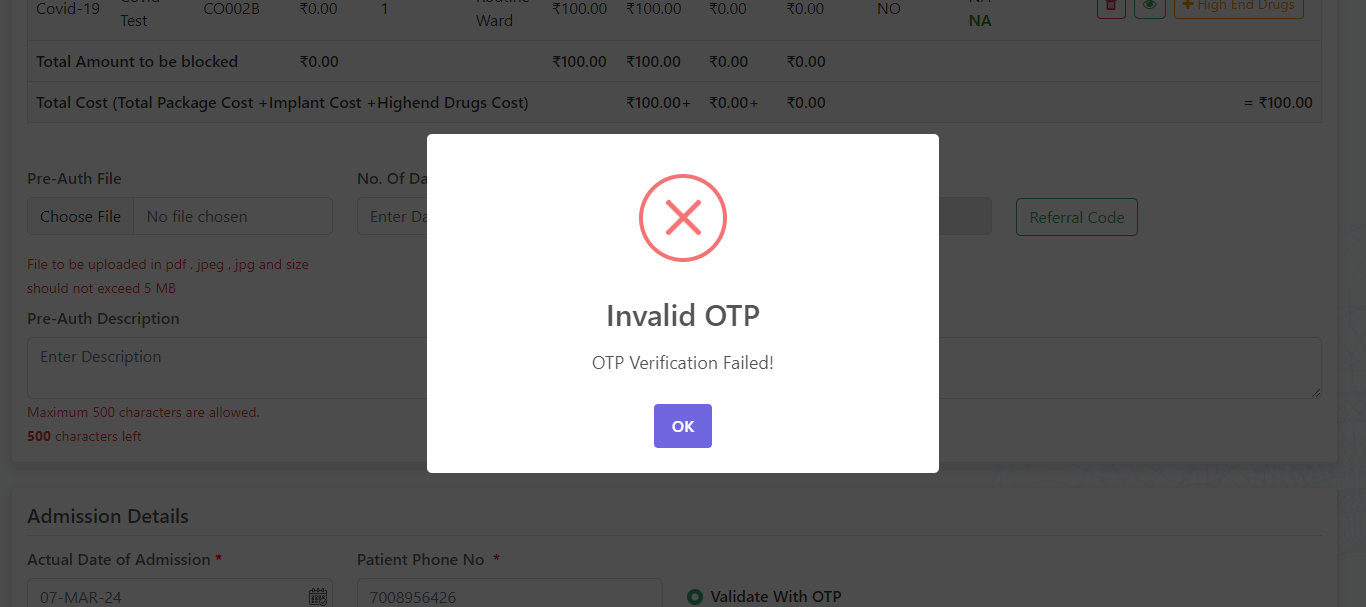 Covid-19 Covid Test CO002B ₹0.00 1 Routine Ward ₹100.00 ₹100.00 ₹0.00 ₹0.00 NO NA High End Drugs
Total Amount to be blocked ₹0.00 ₹100.00 ₹100.00 ₹0.00 ₹0.00
Total Cost (Total Package Cost +Implant Cost +Highend Drugs Cost) ₹100.00+ ₹0.00+ ₹0.00 = ₹100.00
Pre-Auth File No. Of Da
Choose File No file chosen Enter Da Referral Code
File to be uploaded in pdf , jpeg , jpg and size
should not exceed 5 MB
Pre-Auth Description
Enter Description
Maximum 500 characters are allowed.
500 characters left
Invalid OTP
OTP Verification Failed!
OK
Admission Details
Actual Date of Admission * Patient Phone No *
07-MAR-24 7008956426 Validate With OTP